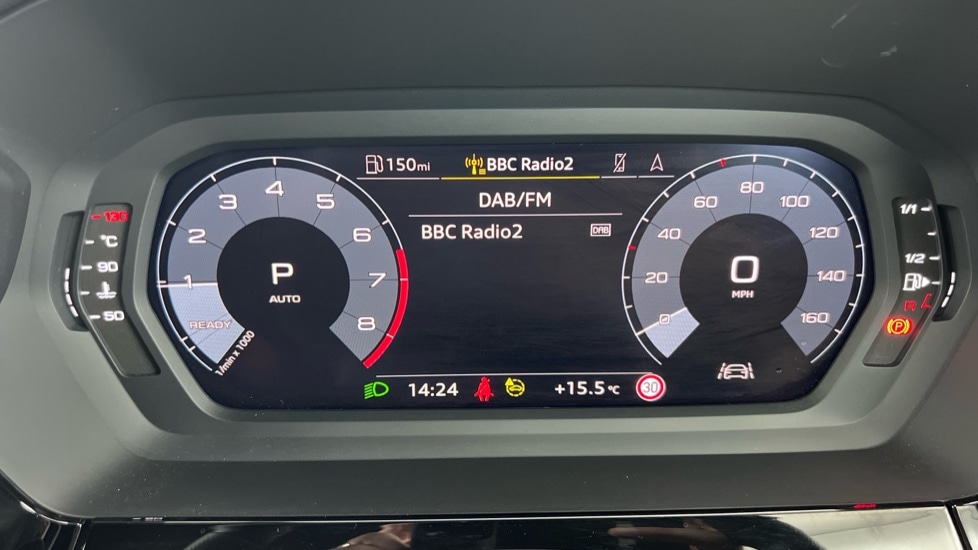 150mi BBC Radio2
DAB/FM
BBC Radio2 DAB
130
°C
90
50
1
2
3
4
5
6
7
8
READY
1/min x 1000
P
AUTO
0
20
40
60
80
100
120
140
160
0
MPH
1/1
1/2
R
P
14:24 +15.5°C 30